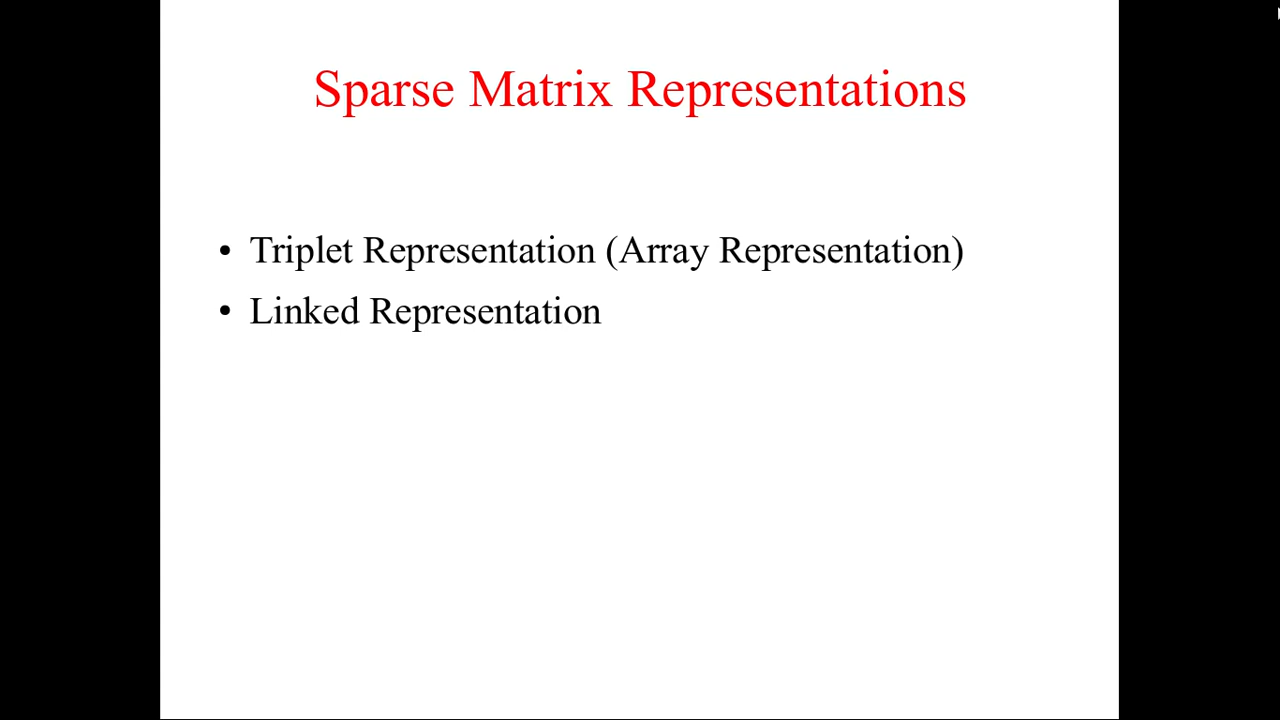 Sparse Matrix Representations
• Triplet Representation (Array Representation)
• Linked Representation